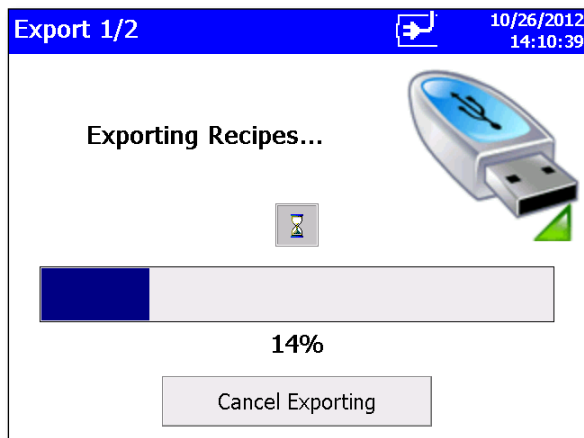 Export 1/2
10/26/2012
14:10:39
Exporting Recipes...
14%
Cancel Exporting